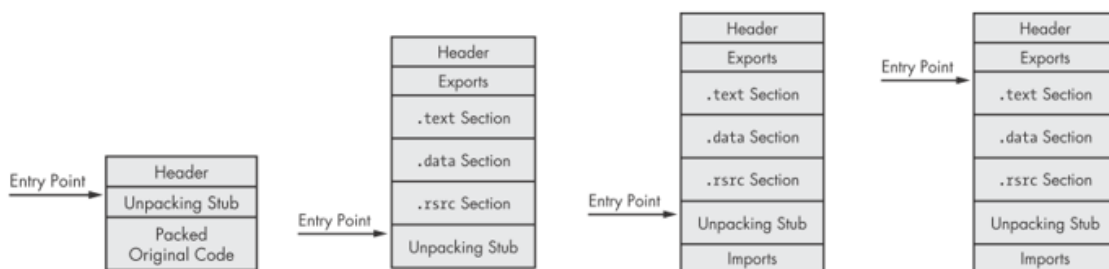 Entry Point
Header
Unpacking Stub
Packed
Original Code
Entry Point
Header
Exports
.text Section
.data Section
.rsrc Section
Unpacking Stub
Entry Point
Header
Exports
.text Section
.data Section
.rsrc Section
Unpacking Stub
Imports
Entry Point
Header
Exports
.text Section
.data Section
.rsrc Section
Unpacking Stub
Imports